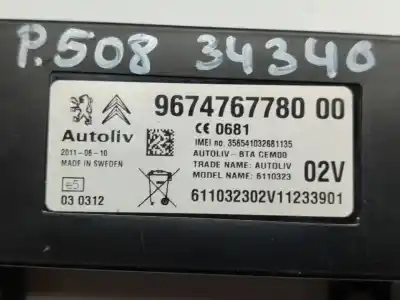 P.508 34340
9674767780 00
Autoliv
CE 0681
IMEI no. 356541032681135
2011-06-10
AUTOLIV - BTA CEM00
MADE IN SWEDEN
TRADE NAME: AUTOLIV
02V
MODEL NAME: 6110323
e5
03 0312
611032302V11233901